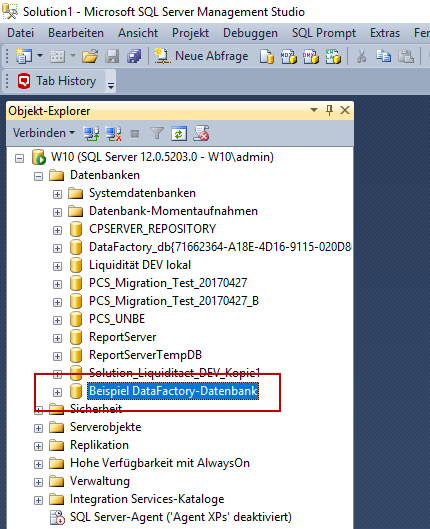 Solution1 - Microsoft SQL Server Management Studio
Datei Bearbeiten Ansicht Projekt Debuggen SQL Prompt Extras Fen
Neue Abfrage
Tab History
Objekt-Explorer
Verbinden
W10 (SQL Server 12.0.5203.0 - W10\admin)
Datenbanken
Systemdatenbanken
Datenbank-Momentaufnahmen
CPSERVER_REPOSITORY
DataFactory_db{71662364-A18E-4D16-9115-020D8
Liquidität DEV lokal
PCS_Migration_Test_20170427
PCS_Migration_Test_20170427_B
PCS_UNBE
ReportServer
ReportServerTempDB
Solution_Liquiditaet_DEV_Kopie1
Beispiel DataFactory-Datenbank
Sicherheit
Serverobjekte
Replikation
Hohe Verfügbarkeit mit AlwaysOn
Verwaltung
Integration Services-Kataloge
SQL Server-Agent ('Agent XPs' deaktiviert)